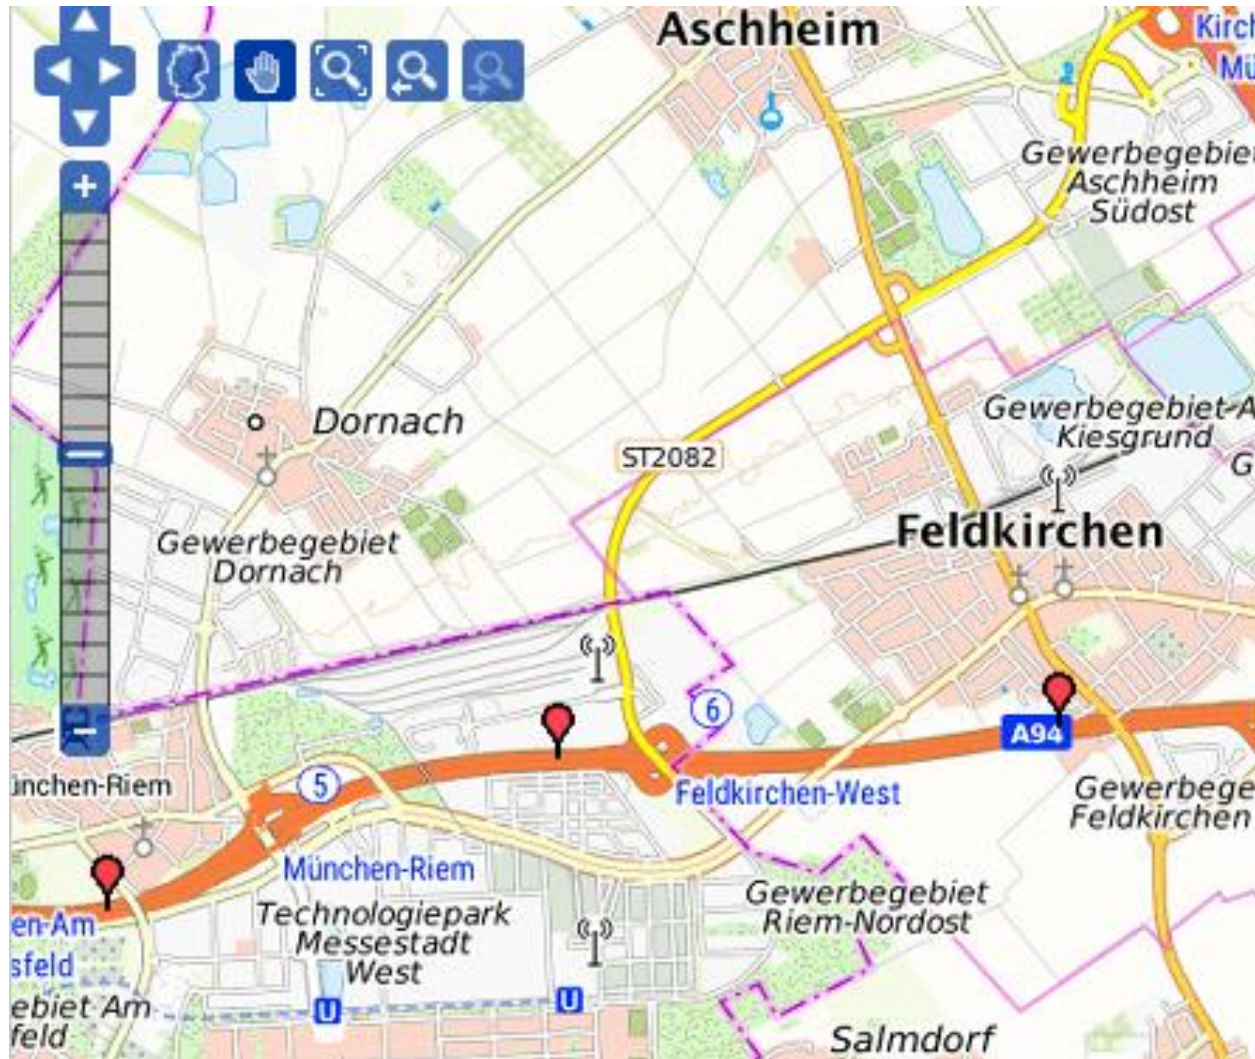 Aschheim
Kirch
Mü
Gewerbegebiet
Aschheim
Südost
Dornach
Gewerbegebiet-A
Kiesgrund
G
ST2082
Feldkirchen
Gewerbegebiet
Dornach
6
A94
5
ünchen-Riem
Feldkirchen-West
Gewerbege
Feldkirchen
München-Riem
Gewerbegebiet
Riem-Nordost
Technologiepark
Messestadt
West
en-Am
sfeld
ebiet Am
feld
U
U
Salmdorf